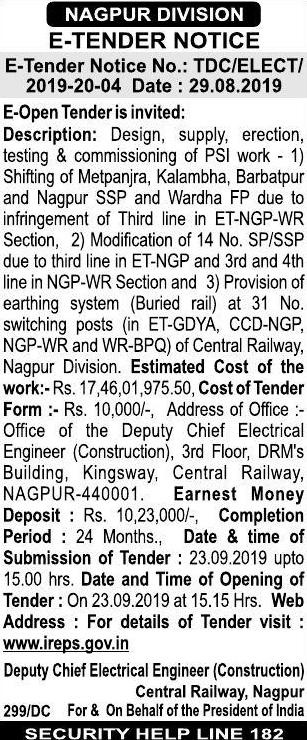 NAGPUR DIVISION
E-TENDER NOTICE
E-Tender Notice No.: TDC/ELECT/
2019-20-04 Date : 29.08.2019
E-Open Tender is invited:
Description: Design, supply, erection,
testing & commissioning of PSI work - 1)
Shifting of Metpanjra, Kalambha, Barbatpur
and Nagpur SSP and Wardha FP due to
infringement of Third line in ET-NGP-WR
Section, 2) Modification of 14 No. SP/SSP
due to third line in ET-NGP and 3rd and 4th
line in NGP-WR Section and 3) Provision of
earthing system (Buried rail) at 31 No.
switching posts (in ET-GDYA, CCD-NGP,
NGP-WR and WR-BPQ) of Central Railway,
Nagpur Division. Estimated Cost of the
work:- Rs. 17,46,01,975.50, Cost of Tender
Form :- Rs. 10,000/-, Address of Office :-
Office of the Deputy Chief Electrical
Engineer (Construction), 3rd Floor, DRM's
Building, Kingsway, Central Railway,
NAGPUR-440001. Earnest Money
Deposit : Rs. 10,23,000/-, Completion
Period : 24 Months., Date & time of
Submission of Tender : 23.09.2019 upto
15.00 hrs. Date and Time of Opening of
Tender : On 23.09.2019 at 15.15 Hrs. Web
Address : For details of Tender visit :
www.ireps.gov.in
Deputy Chief Electrical Engineer (Construction)
Central Railway, Nagpur
299/DC For & On Behalf of the President of India
SECURITY HELP LINE 182